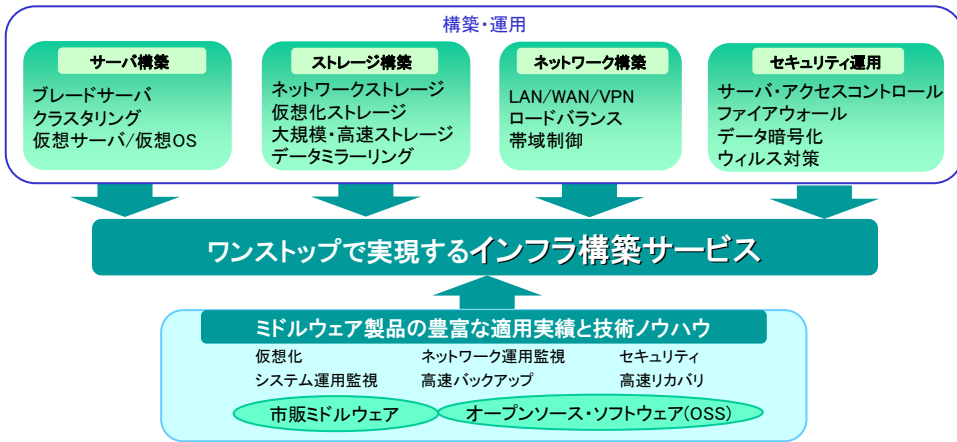 構築・運用
サーバ構築
ブレードサーバ
クラスタリング
仮想サーバ/仮想OS
ストレージ構築
ネットワークストレージ
仮想化ストレージ
大規模・高速ストレージ
データミラーリング
ネットワーク構築
LAN/WAN/VPN
ロードバランス
帯域制御
セキュリティ運用
サーバ・アクセスコントロール
ファイアウォール
データ暗号化
ウィルス対策
ワンストップで実現するインフラ構築サービス
ミドルウェア製品の豊富な適用実績と技術ノウハウ
仮想化 ネットワーク運用監視 セキュリティ
システム運用監視 高速バックアップ 高速リカバリ
市販ミドルウェア オープンソース・ソフトウェア(OSS)